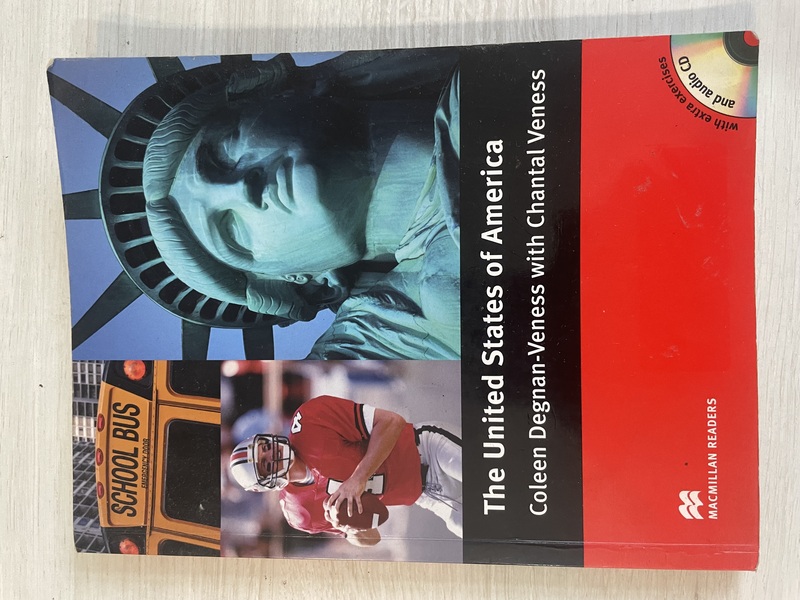 SCHOOL BUS
EMERGENCY DOOR
4
1
The United States of America
Coleen Degnan-Veness with Chantal Veness
MACMILLAN READERS
with extra exercises
and audio CD